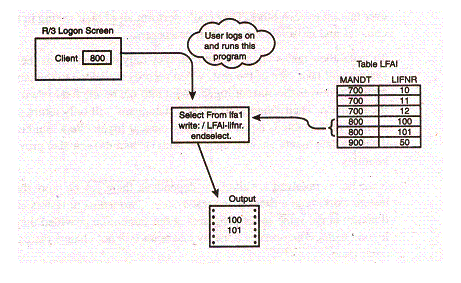 R/3 Logon Screen
Client 800
User logs on
and runs this
program
Table LFAI
MANDT LIFNR
700 10
700 11
700 12
800 100
800 101
900 50
Select From lfa1
write: / LFAI-lifnr.
endselect.
Output
100
101